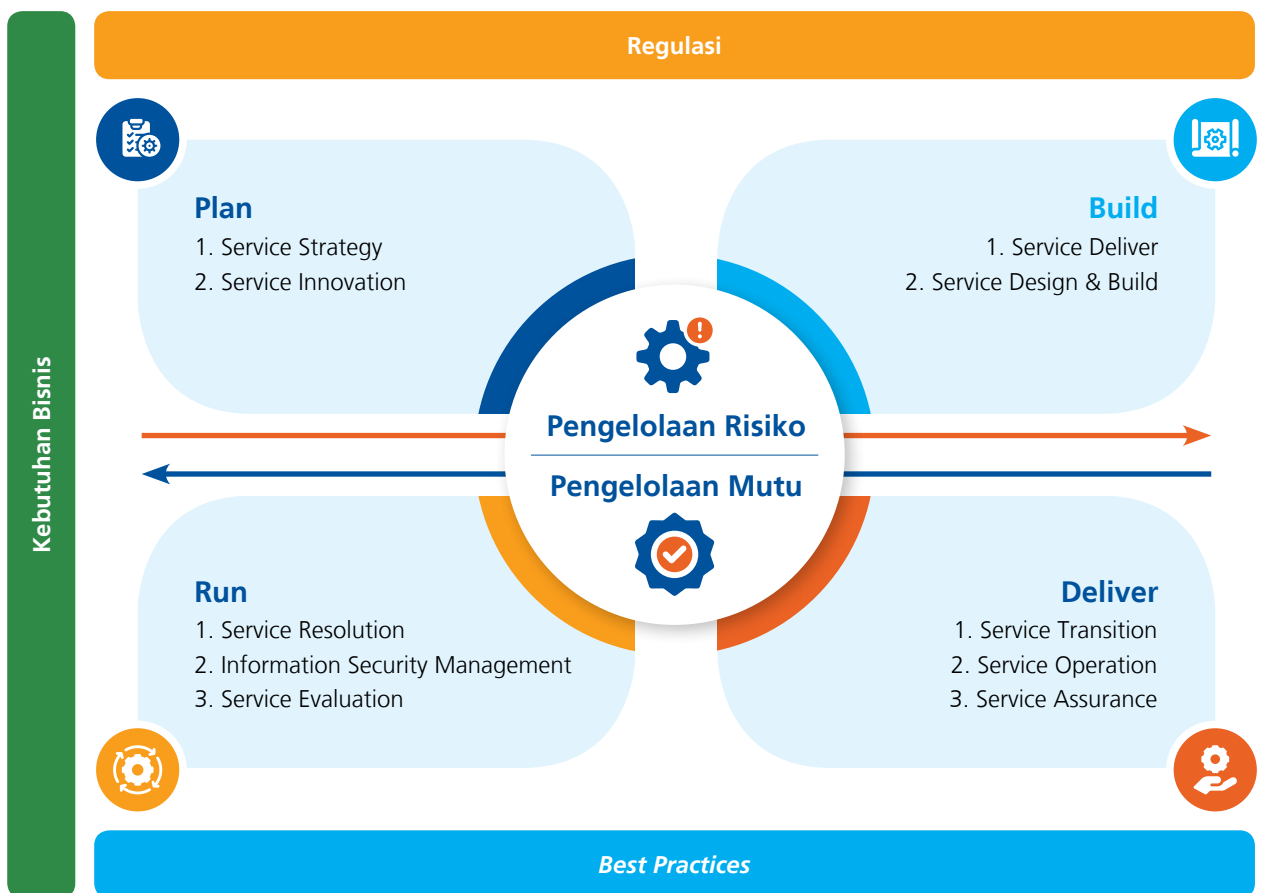 Regulasi
Kebutuhan Bisnis
Plan
1. Service Strategy
2. Service Innovation
Build
1. Service Deliver
2. Service Design & Build
Pengelolaan Risiko
Pengelolaan Mutu
Run
1. Service Resolution
2. Information Security Management
3. Service Evaluation
Deliver
1. Service Transition
2. Service Operation
3. Service Assurance
Best Practices